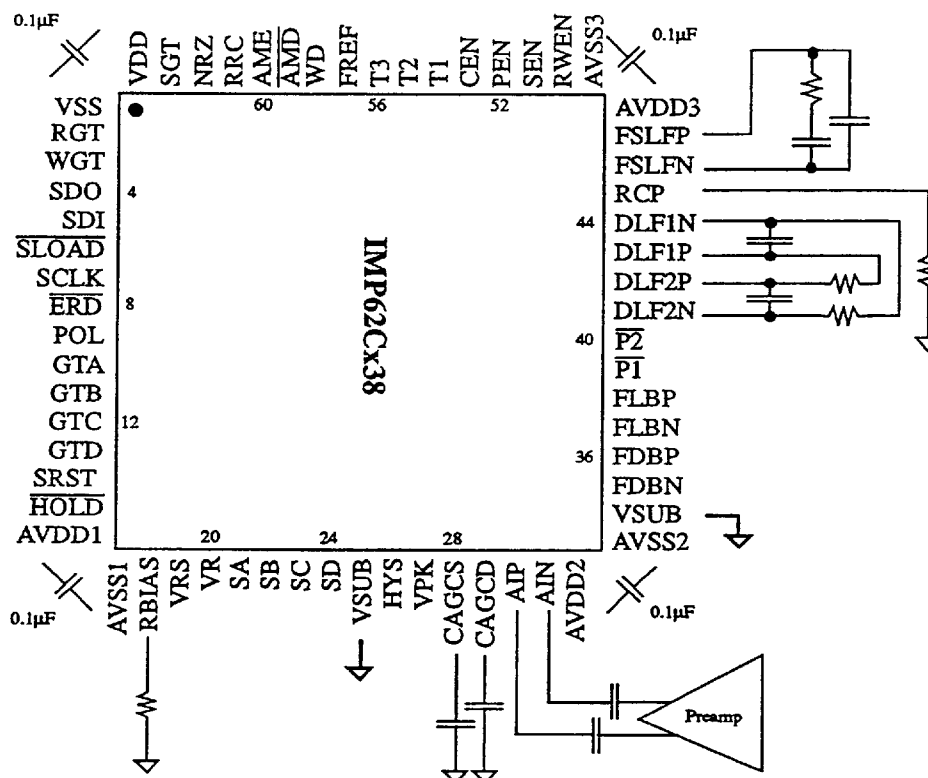 0.1µF
VDD
SGT
NRZ
RRC
AME
AMD
WD
FREF
T3
T2
T1
CEN
PEN
SEN
RWEN
AVSS3
0.1µF
60
56
52
VSS
RGT
WGT
SDO
4
SDI
SLOAD
SCLK
ERD
8
POL
GTA
GTB
GTC
12
GTD
SRST
HOLD
AVDD1
IMP62Cx38
AVDD3
FSLFP
FSLFN
RCP
44
DLF1N
DLF1P
DLF2P
DLF2N
40
P2
P1
FLBP
FLBN
36
FDBP
FDBN
VSUB
AVSS2
20
24
28
0.1µF
AVSS1
RBIAS
VRS
VR
SA
SB
SC
SD
VSUB
HYS
VPK
CAGCS
CAGCD
AIP
AIN
AVDD2
0.1µF
Preamp